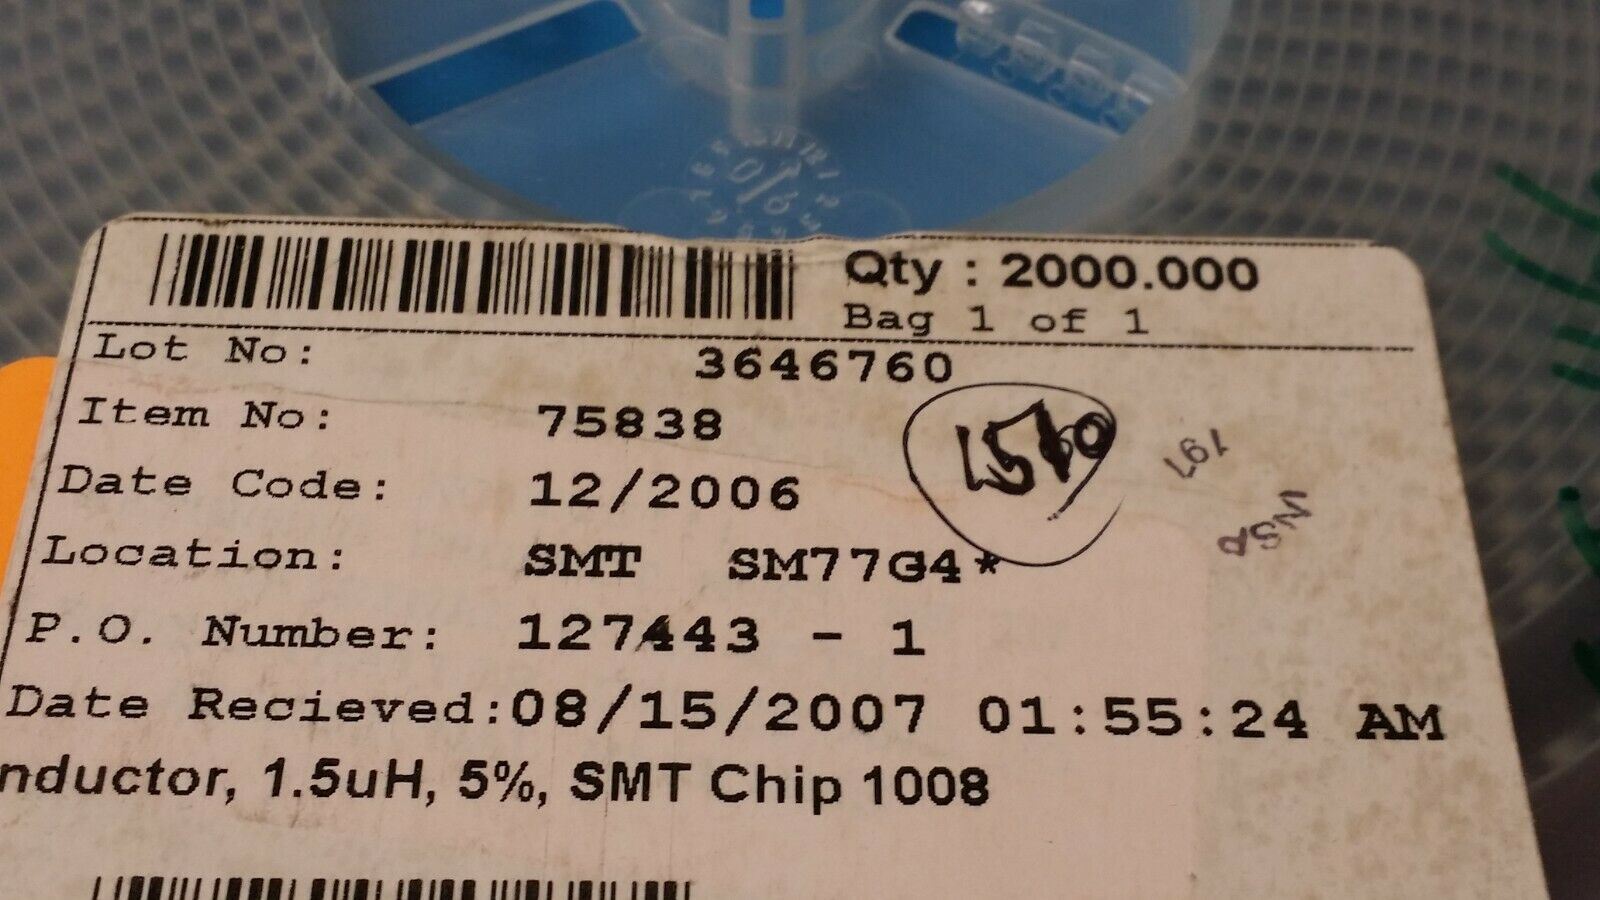 Qty : 2000.000
Bag 1 of 1
Lot No: 3646760
Item No: 75838
Date Code: 12/2006
Location: SMT SM77G4*
P.O. Number: 127443 - 1
Date Recieved:08/15/2007 01:55:24 AM
nductor, 1.5uH, 5%, SMT Chip 1008
197